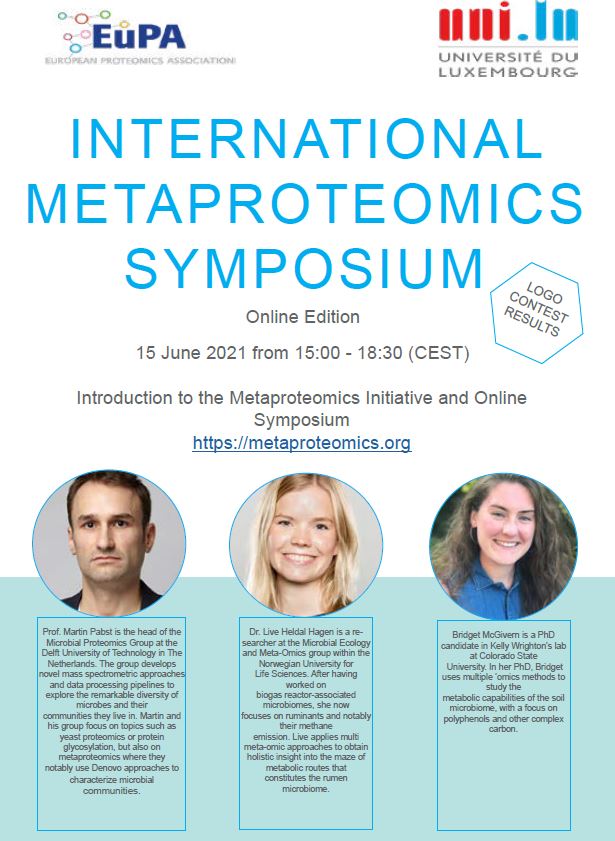 EuPA
EUROPEAN PROTEOMICS ASSOCIATION
uni.lu
UNIVERSITÉ DU
LUXEMBOURG
INTERNATIONAL
METAPROTEOMICS
SYMPOSIUM
LOGO
CONTEST
RESULTS
Online Edition
15 June 2021 from 15:00 - 18:30 (CEST)
Introduction to the Metaproteomics Initiative and Online
Symposium
https://metaproteomics.org
Prof. Martin Pabst is the head of the
Microbial Proteomics Group at the
Delft University of Technology in The
Netherlands. The group develops
novel mass spectrometric approaches
and data processing pipelines to
explore the remarkable diversity of
microbes and their
communities they live in. Martin and
his group focus on topics such as
yeast proteomics or protein
glycosylation, but also on
metaproteomics where they
notably use Denovo approaches to
characterize microbial
communities.
Dr. Live Heldal Hagen is a re-
searcher at the Microbial Ecology
and Meta-Omics group within the
Norwegian University for
Life Sciences. After having
worked on
biogas reactor-associated
microbiomes, she now
focuses on ruminants and notably
their methane
emission. Live applies multi
meta-omic approaches to obtain
holistic insight into the maze of
metabolic routes that
constitutes the rumen
microbiome.
Bridget McGivern is a PhD
candidate in Kelly Wrighton's lab
at Colorado State
University. In her PhD, Bridget
uses multiple 'omics methods to
study the
metabolic capabilities of the soil
microbiome, with a focus on
polyphenols and other complex
carbon.